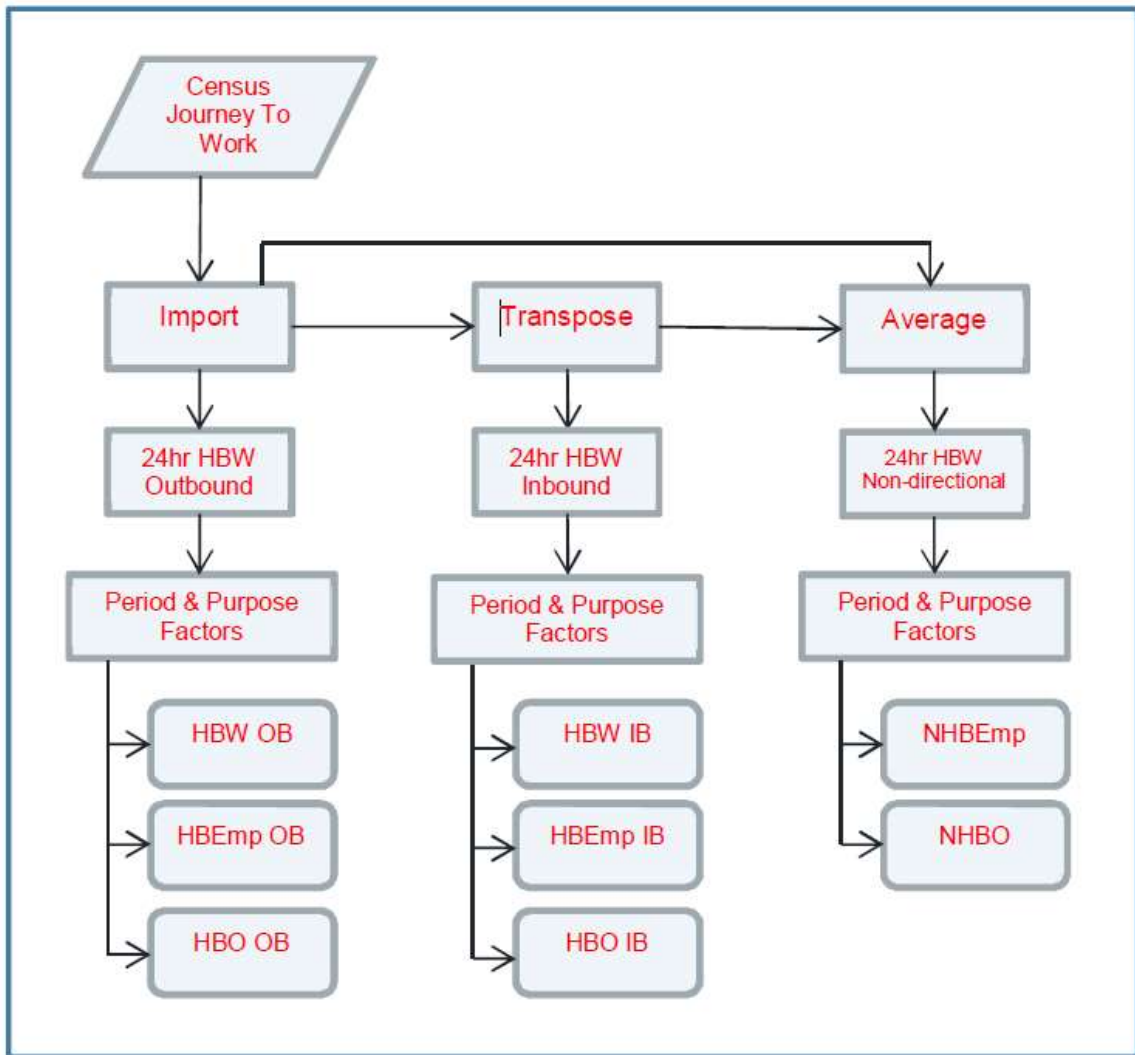 Census
Journey To
Work
Import
Transpose
Average
24hr HBW
Outbound
24hr HBW
Inbound
24hr HBW
Non-directional
Period & Purpose
Factors
Period & Purpose
Factors
Period & Purpose
Factors
HBW OB
HBW IB
NHBEmp
HBEmp OB
HBEmp IB
NHBO
HBO OB
HBO IB